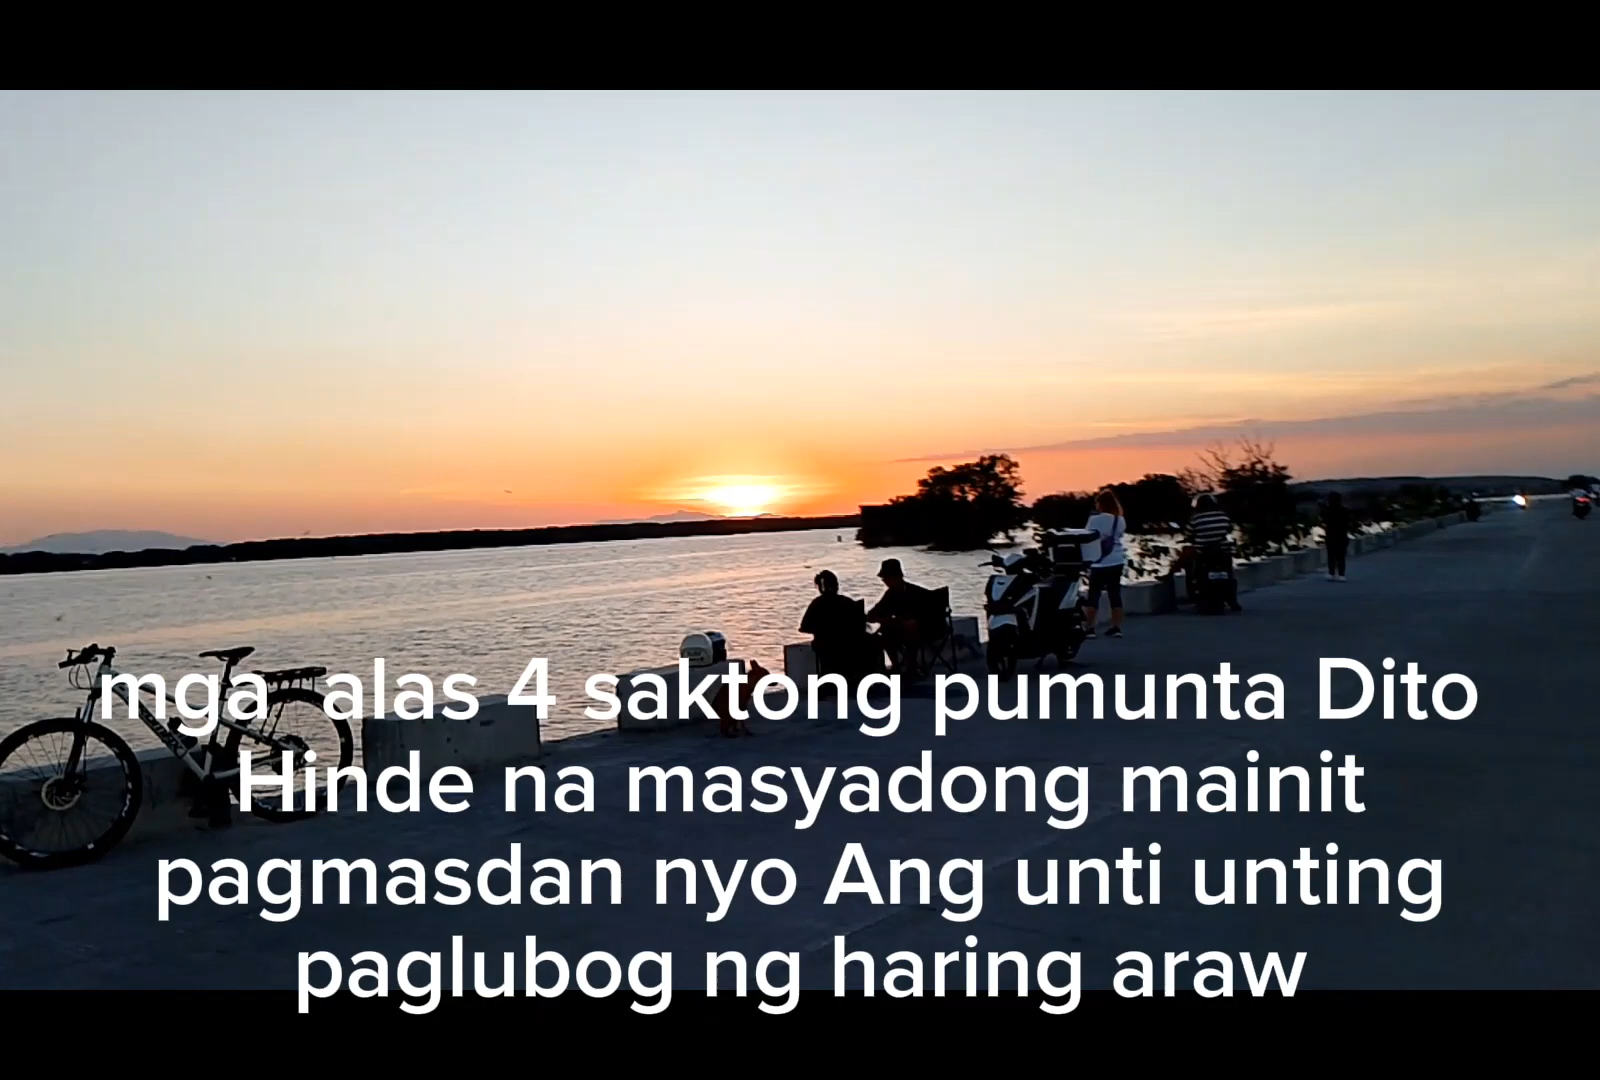 mga alas 4 saktong pumunta Dito
Hinde na masyadong mainit
pagmasdan nyo Ang unti unting
paglubog ng haring araw